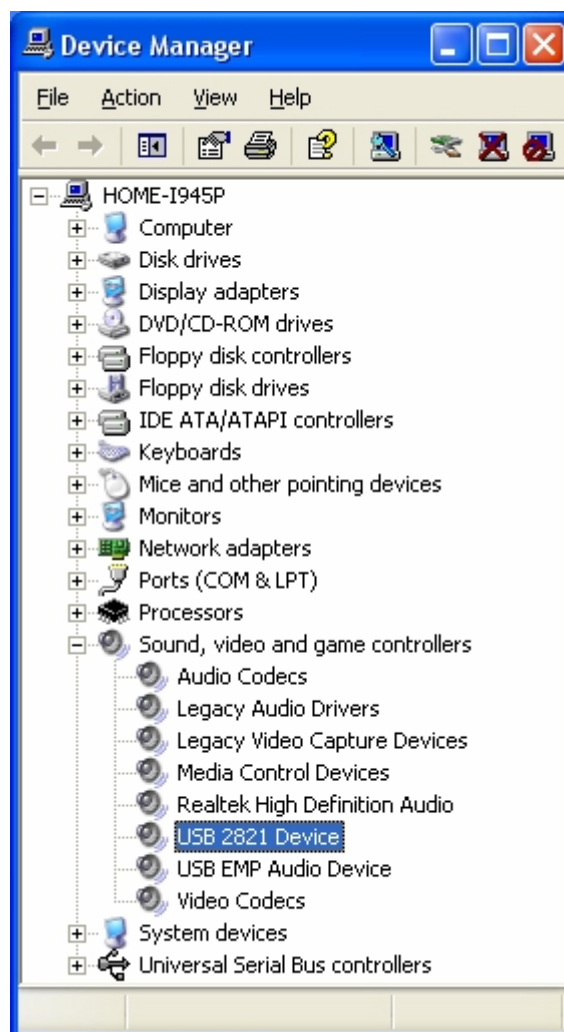 Device Manager
File Action View Help
HOME-I945P
Computer
Disk drives
Display adapters
DVD/CD-ROM drives
Floppy disk controllers
Floppy disk drives
IDE ATA/ATAPI controllers
Keyboards
Mice and other pointing devices
Monitors
Network adapters
Ports (COM & LPT)
Processors
Sound, video and game controllers
Audio Codecs
Legacy Audio Drivers
Legacy Video Capture Devices
Media Control Devices
Realtek High Definition Audio
USB 2821 Device
USB EMP Audio Device
Video Codecs
System devices
Universal Serial Bus controllers